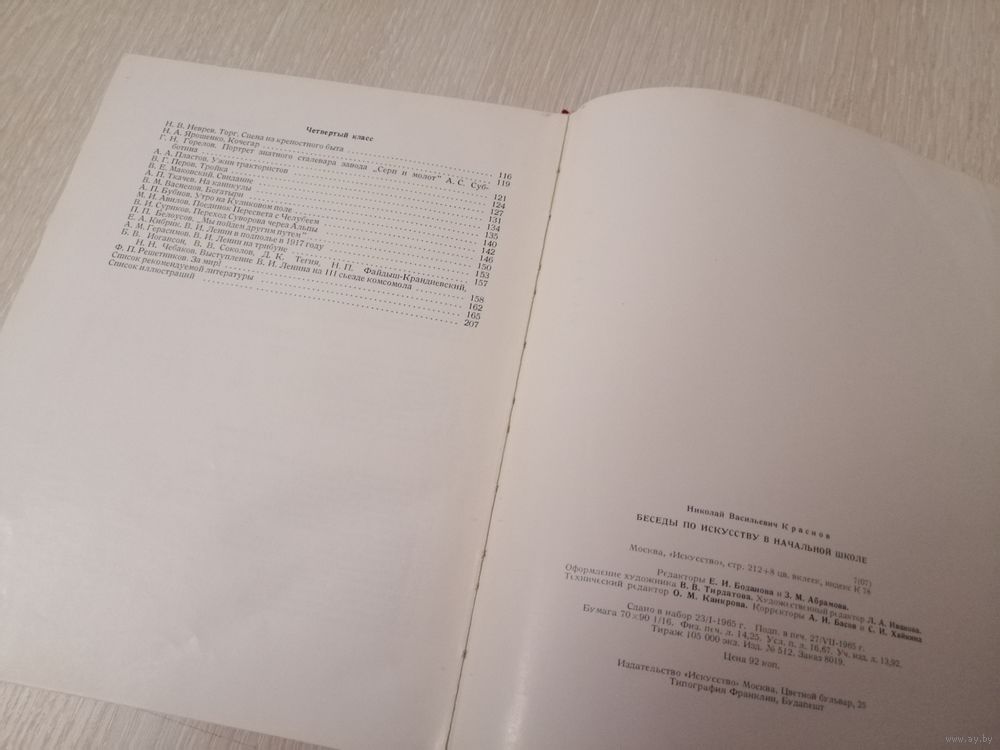 Четвертый класс
Н. В. Неврев. Торг. Сцена из крепостного быта 116
Н. А. Ярошенко. Кочегар 119
Г. Н. Горелов. Портрет знатного сталевара завода „Серп и молот" А. С. Суб-
ботина 121
А. А. Пластов. Ужин трактористов 124
В. Г. Перов. Тройка 127
В. Е. Маковский. Свидание 131
А. П. Ткачев. На каникулы 134
В. М. Васнецов. Богатыри 135
А. П. Бубнов. Утро на Куликовом поле 140
М. И. Авилов. Поединок Пересвета с Челубеем 142
В. И. Суриков. Переход Суворова через Альпы 146
П. П. Белоусов. „Мы пойдем другим путем" 150
Е. А. Кибрик. В. И. Ленин в подполье в 1917 году 153
А. М. Герасимов. В. И. Ленин на трибуне 157
Б. В. Иогансон, В. В. Соколов, Д. К. Тегин, Н. П. Файдыш-Крандиевский,
Н. Н. Чебаков. Выступление В. И. Ленина на III съезде комсомола 158
Ф. П. Решетников. За мир! 162
Список рекомендуемой литературы 165
Список иллюстраций 207
Николай Васильевич Краснов
БЕСЕДЫ ПО ИСКУССТВУ В НАЧАЛЬНОЙ ШКОЛЕ
7(07)
Москва, «Искусство», стр. 212+8 цв. вклеек, индекс К 78
Редакторы Е. И. Боданова и З. М. Абрамова.
Оформление художника В. В. Тирдатова. Художественный редактор Л. А. Иванова.
Технический редактор О. М. Канкрова. Корректоры А. И. Басов и С. И. Хайкина
Сдано в набор 23/I-1965 г. Подп. в печ. 27/VII-1965 г.
Бумага 70×90 1/16. Физ. печ. л. 14,25. Усл. п. л. 16,67. Уч. изд. л. 13,92.
Тираж 105 000 экз. Изд. № 512. Заказ 8019.
Цена 92 коп.
Издательство «Искусство» Москва, Цветной бульвар, 25
Типография Франклин, Будапешт
www.ay.by